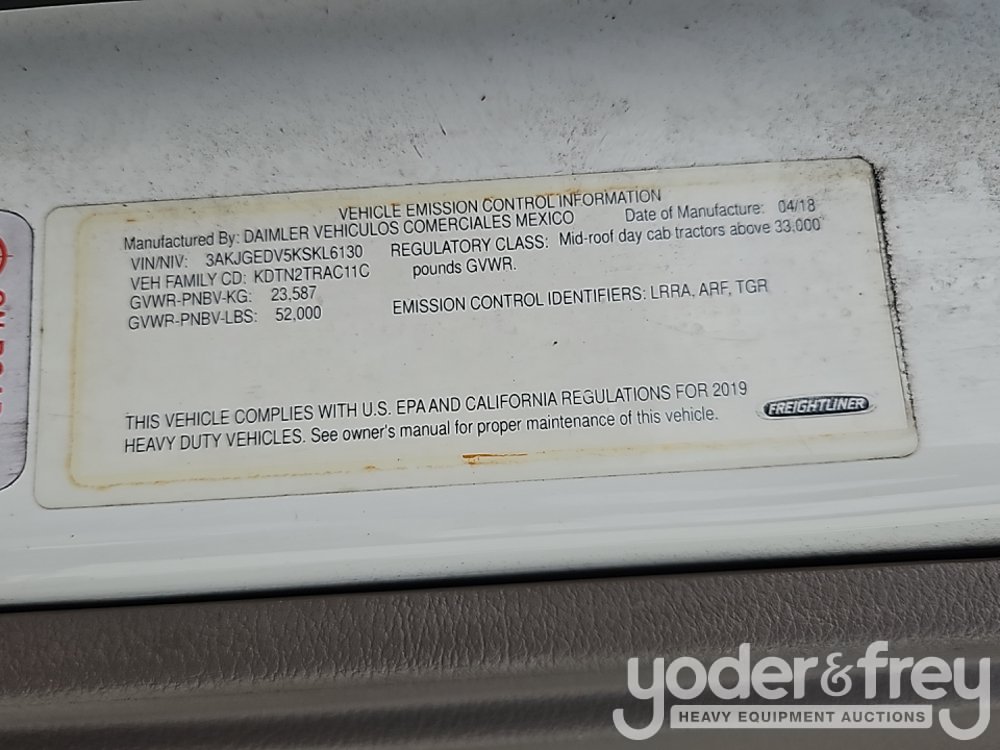 VEHICLE EMISSION CONTROL INFORMATION
Manufactured By: DAIMLER VEHICULOS COMERCIALES MEXICO Date of Manufacture: 04/18
VIN/NIV: 3AKJGEDV5KSKL6130 REGULATORY CLASS: Mid-roof day cab tractors above 33,000
VEH FAMILY CD: KDTN2TRAC11C pounds GVWR.
GVWR-PNBV-KG: 23,587
GVWR-PNBV-LBS: 52,000 EMISSION CONTROL IDENTIFIERS: LRRA, ARF, TGR
THIS VEHICLE COMPLIES WITH U.S. EPA AND CALIFORNIA REGULATIONS FOR 2019
HEAVY DUTY VEHICLES. See owner's manual for proper maintenance of this vehicle.
FREIGHTLINER
yoder&frey
HEAVY EQUIPMENT AUCTIONS